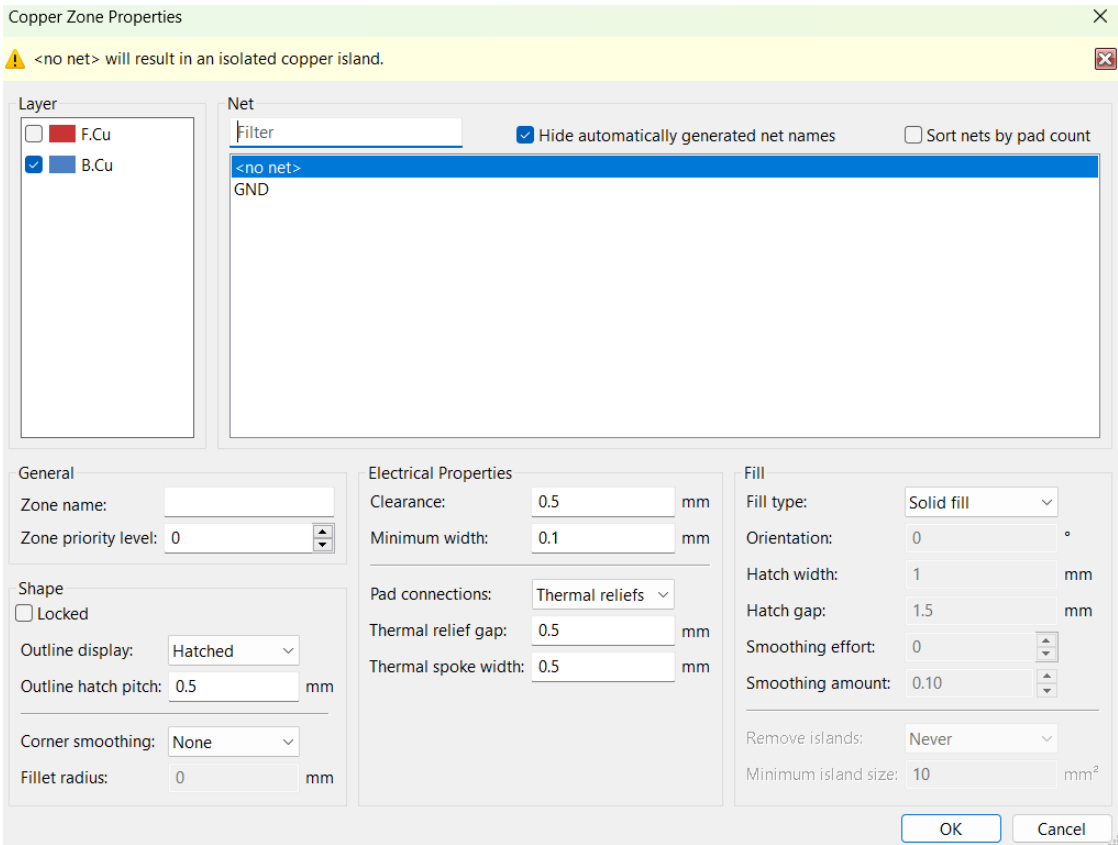 Copper Zone Properties
<no net> will result in an isolated copper island.
Layer
F.Cu
B.Cu
Net
Filter
Hide automatically generated net names
Sort nets by pad count
<no net>
GND
General
Zone name:
Zone priority level: 0
Shape
Locked
Outline display: Hatched
Outline hatch pitch: 0.5 mm
Corner smoothing: None
Fillet radius: 0 mm
Electrical Properties
Clearance: 0.5 mm
Minimum width: 0.1 mm
Pad connections: Thermal reliefs
Thermal relief gap: 0.5 mm
Thermal spoke width: 0.5 mm
Fill
Fill type: Solid fill
Orientation: 0 °
Hatch width: 1 mm
Hatch gap: 1.5 mm
Smoothing effort: 0
Smoothing amount: 0.10
Remove islands: Never
Minimum island size: 10 mm²
OK
Cancel